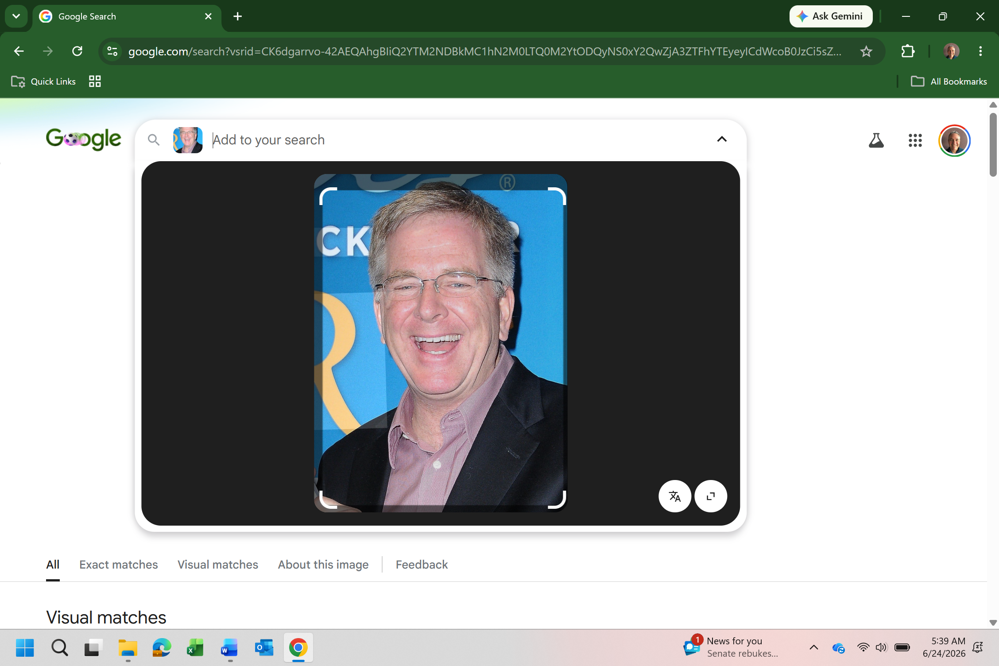 Google Search
Ask Gemini
google.com/search?vsrid=CK6dgarrvo-42AEQAhgBIiQ2YTM2NDBkMC1hN2M0LTQ0M2YtODQyNS0xY2QwZjA3ZTFhYTEyeyICdWcoB0JzCi5sZ...
Quick Links
All Bookmarks
Google
Add to your search
®
CK
R
R
All
Exact matches
Visual matches
About this image
Feedback
Visual matches
1
News for you
Senate rebukes...
5:39 AM
6/24/2026